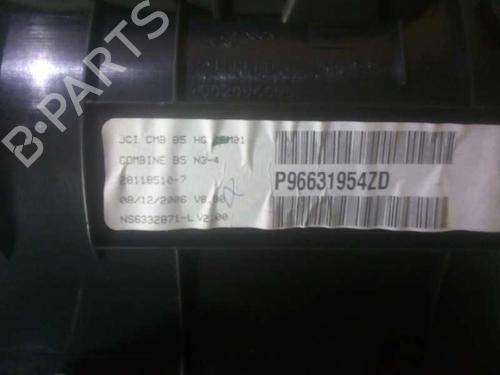 B-PARTS
JCI CMB B5 HG
COMBINE B5 N3-4
28118510-7
08/12/2006 V8.90
NS6332871-L V2.00
P96631954ZD